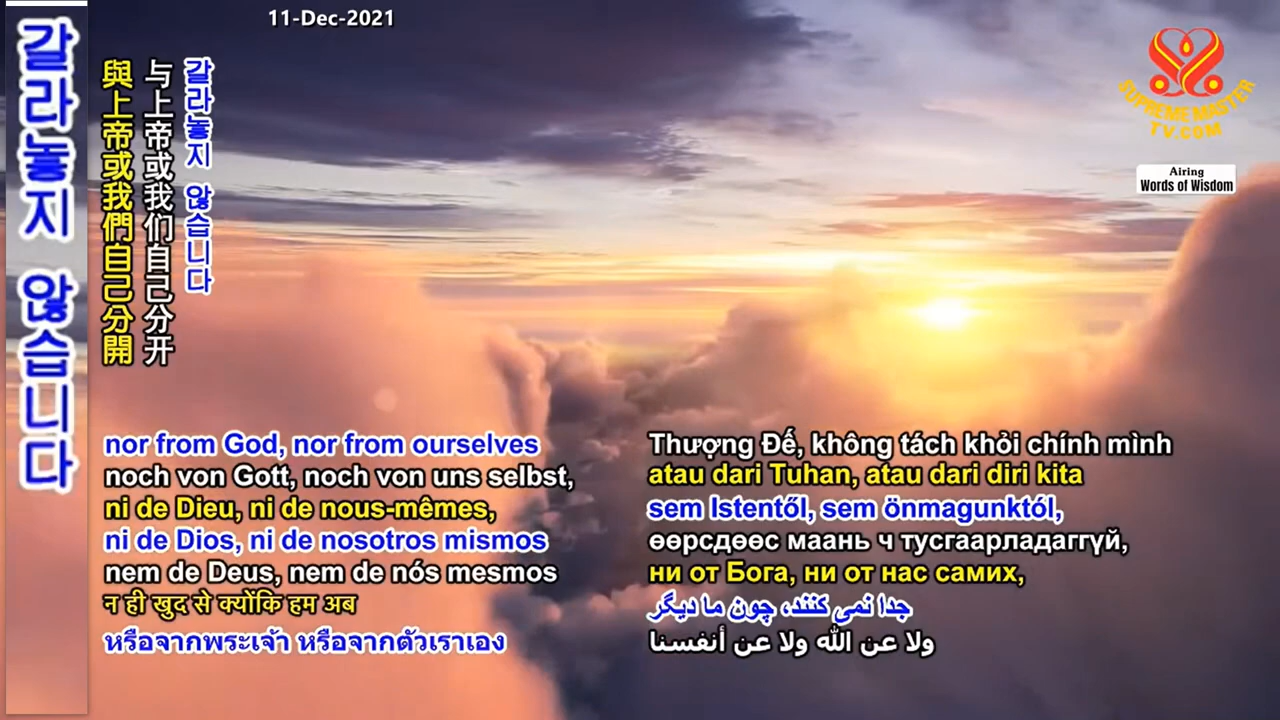 11-Dec-2021
갈라놓지 않습니다
與上帝或我們自己分開
与上帝或我们自己分开
갈라놓지 않습니다
SUPREME MASTER
TV.COM
Airing
Words of Wisdom
nor from God, nor from ourselves
noch von Gott, noch von uns selbst,
ni de Dieu, ni de nous-mêmes,
ni de Dios, ni de nosotros mismos
nem de Deus, nem de nós mesmos
न ही खुद से क्योंकि हम अब
หรือจากพระเจ้า หรือจากตัวเราเอง
Thượng Đế, không tách khỏi chính mình
atau dari Tuhan, atau dari diri kita
sem Istentől, sem önmagunktól,
өөрсдөөс маань ч тусгаарладаггүй,
ни от Бога, ни от нас самих,
جدا نمی کنند، چون ما دیگر
ولا عن الله ولا عن أنفسنا